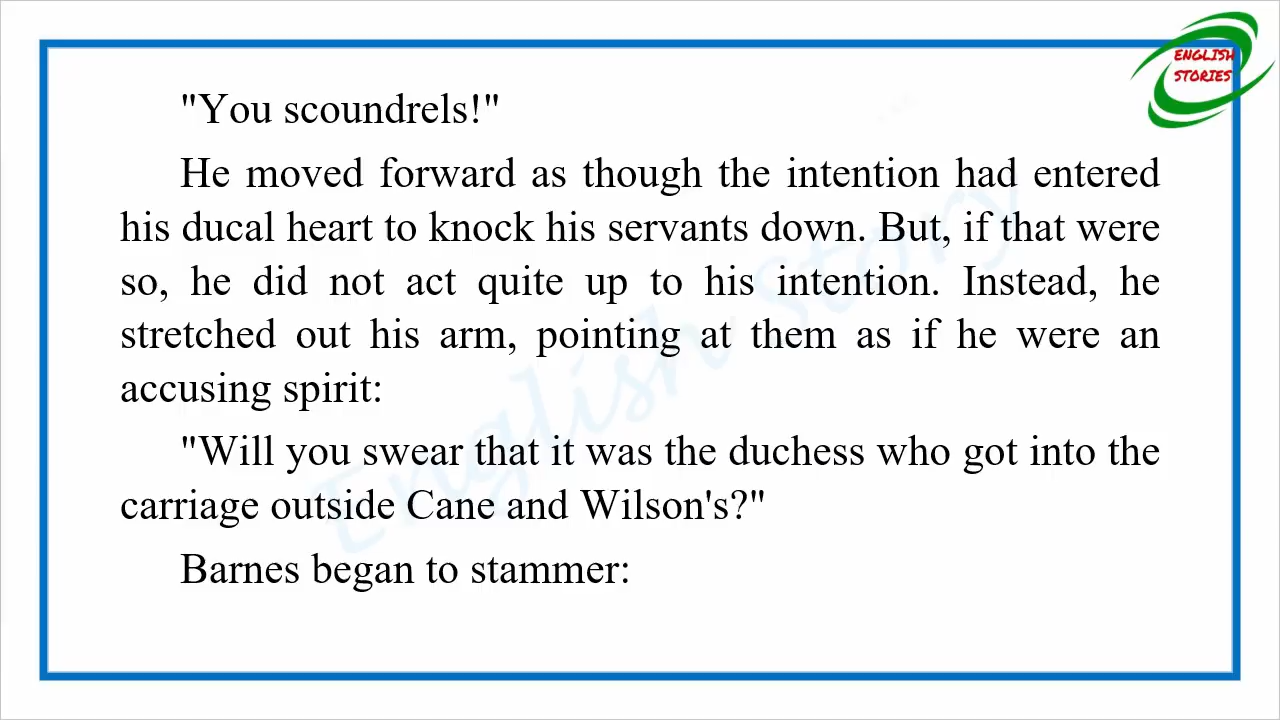 ENGLISH
STORIES
"You scoundrels!"
He moved forward as though the intention had entered
his ducal heart to knock his servants down. But, if that were
so, he did not act quite up to his intention. Instead, he
stretched out his arm, pointing at them as if he were an
accusing spirit:
"Will you swear that it was the duchess who got into the
carriage outside Cane and Wilson's?"
Barnes began to stammer:
English Story